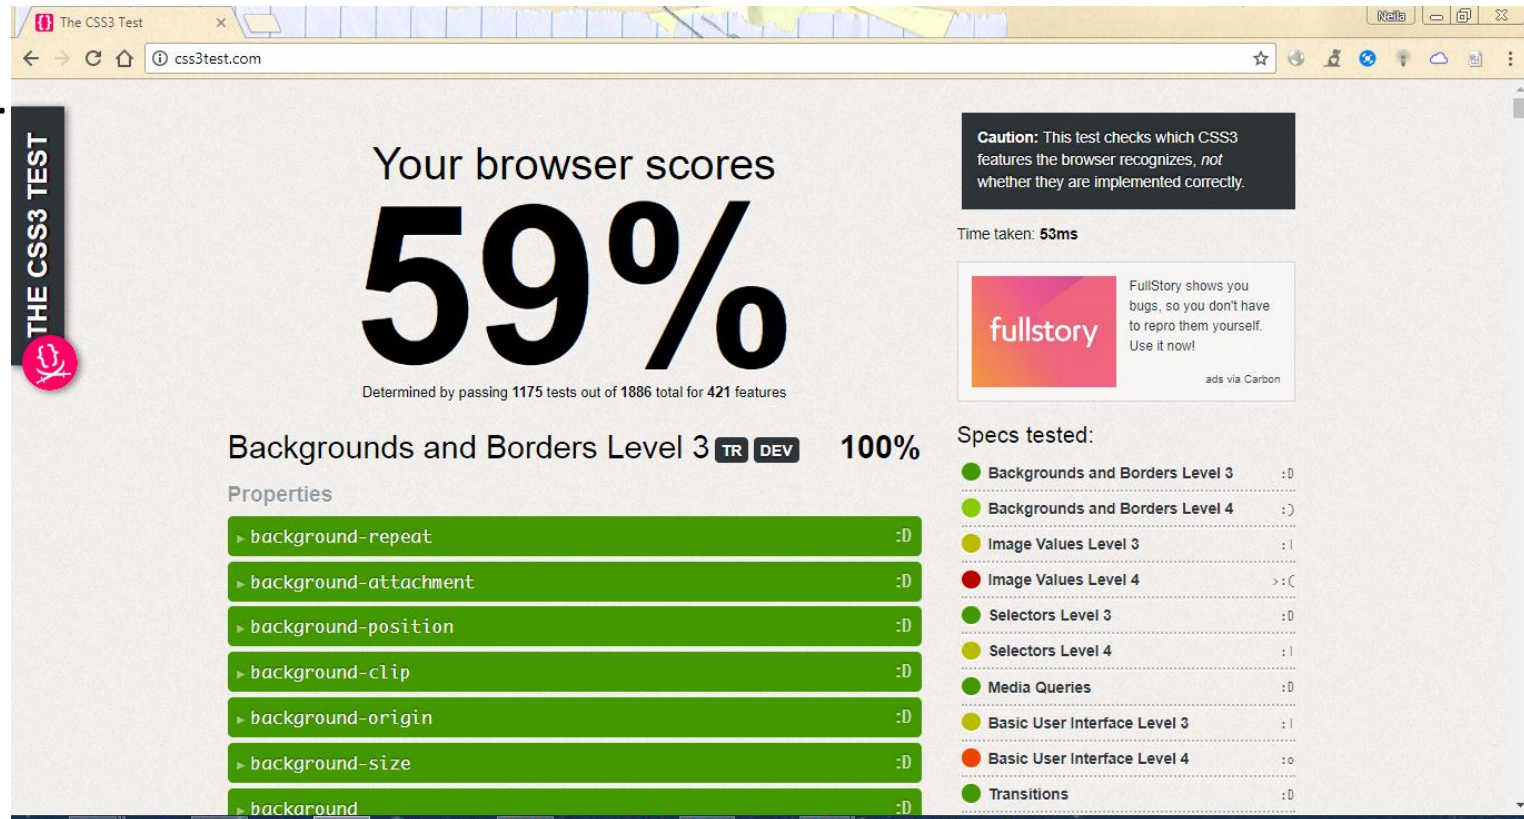 The CSS3 Test
Neila
css3test.com
THE CSS3 TEST
Your browser scores
59%
Determined by passing 1175 tests out of 1886 total for 421 features
Backgrounds and Borders Level 3 TR DEV 100%
Properties
background-repeat :D
background-attachment :D
background-position :D
background-clip :D
background-origin :D
background-size :D
background :D
Caution: This test checks which CSS3
features the browser recognizes, not
whether they are implemented correctly.
Time taken: 53ms
fullstory
FullStory shows you
bugs, so you don't have
to repro them yourself.
Use it now!
ads via Carbon
Specs tested:
Backgrounds and Borders Level 3 :D
Backgrounds and Borders Level 4 :)
Image Values Level 3 :|
Image Values Level 4 >:(
Selectors Level 3 :D
Selectors Level 4 :|
Media Queries :D
Basic User Interface Level 3 :|
Basic User Interface Level 4 :o
Transitions :D